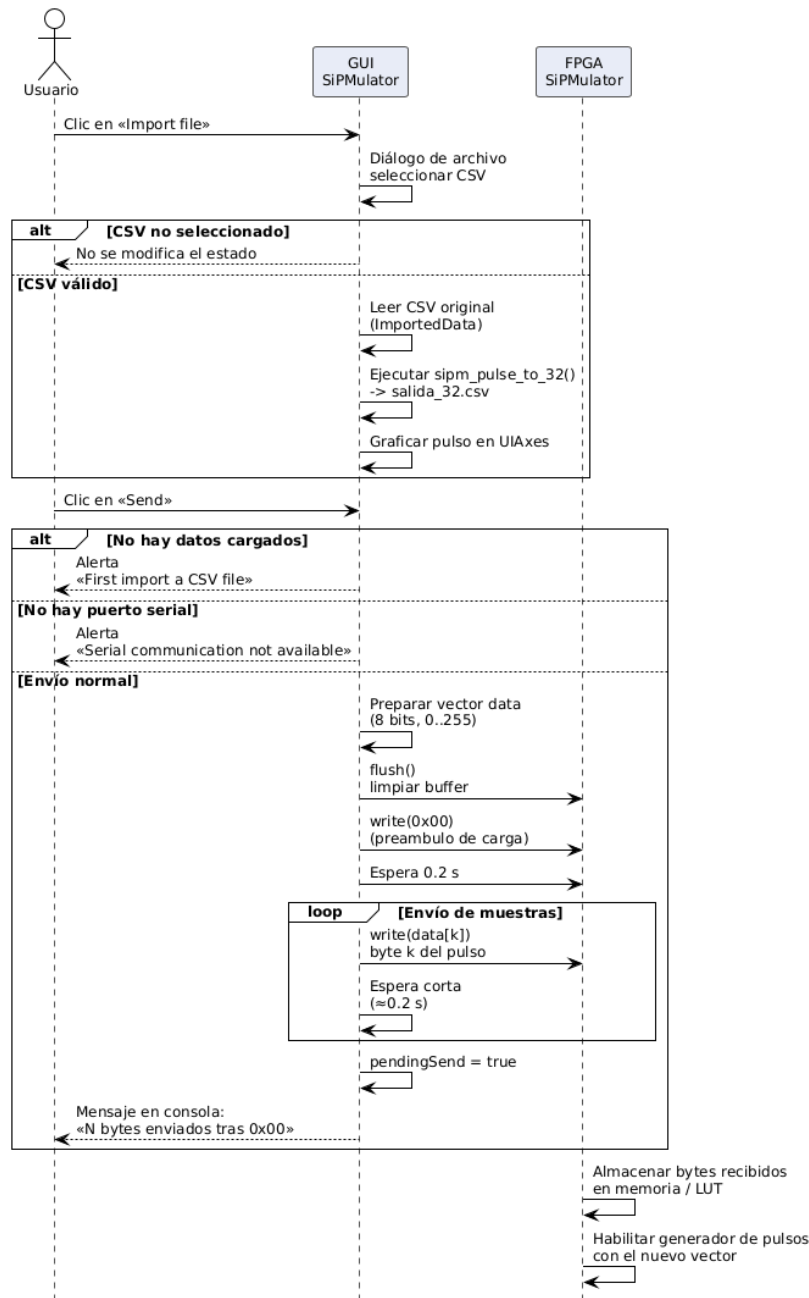 Usuario
GUI
SiPMulator
FPGA
SiPMulator
Clic en «Import file»
Diálogo de archivo
seleccionar CSV
alt
[CSV no seleccionado]
No se modifica el estado
[CSV válido]
Leer CSV original
(ImportedData)
Ejecutar sipm_pulse_to_32()
-> salida_32.csv
Graficar pulso en UIAxes
Clic en «Send»
alt
[No hay datos cargados]
Alerta
«First import a CSV file»
[No hay puerto serial]
Alerta
«Serial communication not available»
[Envío normal]
Preparar vector data
(8 bits, 0..255)
flush()
limpiar buffer
write(0x00)
(preambulo de carga)
Espera 0.2 s
loop
[Envío de muestras]
write(data[k])
byte k del pulso
Espera corta
(≈0.2 s)
pendingSend = true
Mensaje en consola:
«N bytes enviados tras 0x00»
Almacenar bytes recibidos
en memoria / LUT
Habilitar generador de pulsos
con el nuevo vector